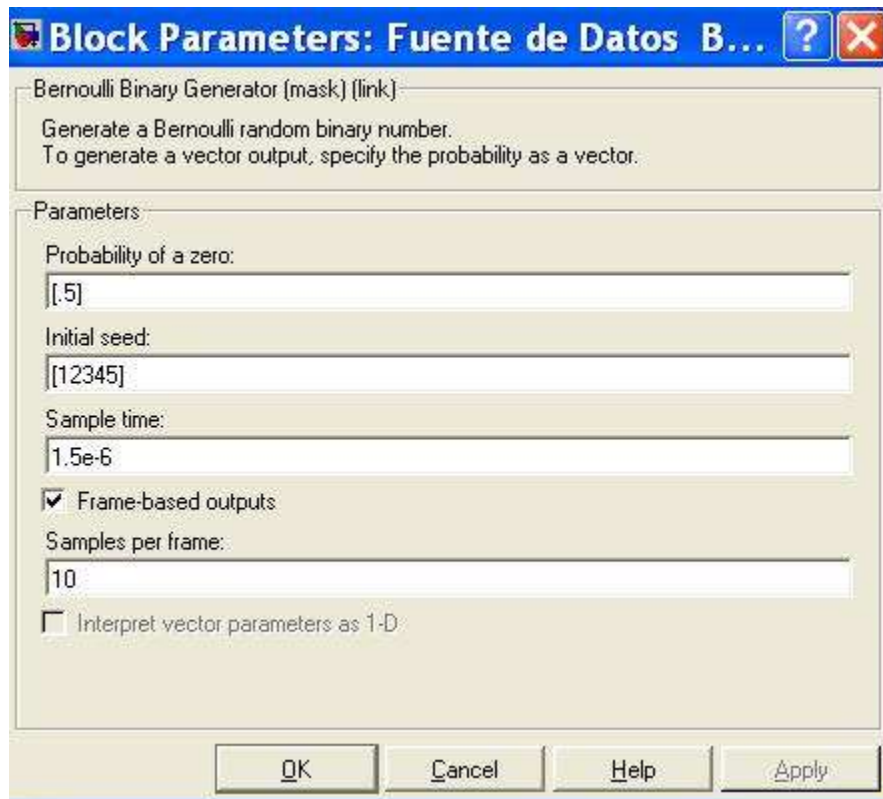 Block Parameters: Fuente de Datos B...
Bernoulli Binary Generator (mask) (link)
Generate a Bernoulli random binary number.
To generate a vector output, specify the probability as a vector.
Parameters
Probability of a zero:
[.5]
Initial seed:
[12345]
Sample time:
1.5e-6
Frame-based outputs
Samples per frame:
10
Interpret vector parameters as 1-D
OK Cancel Help Apply